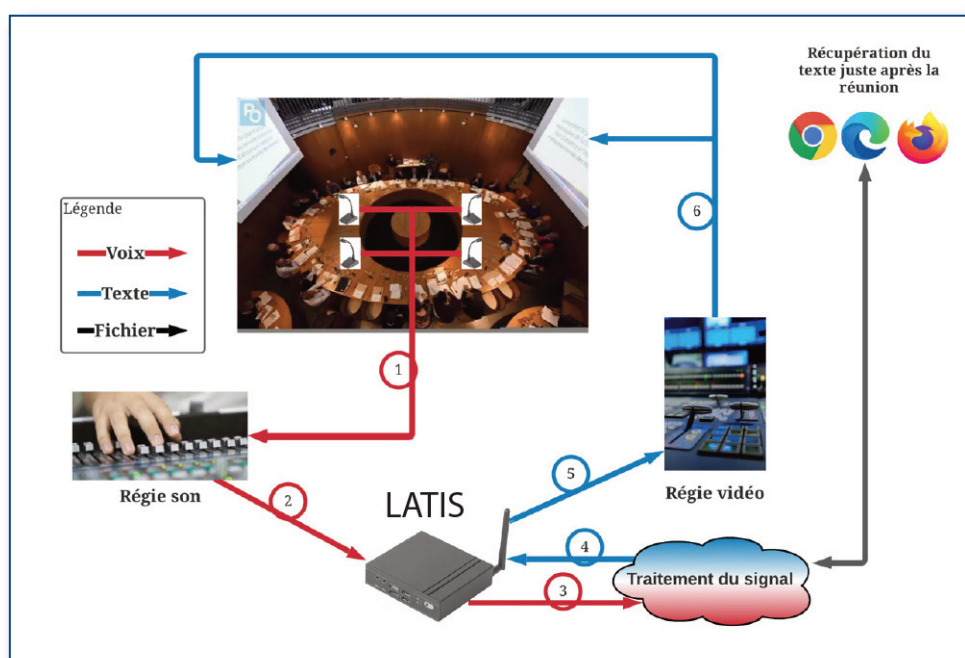 Récupération du
texte juste après la
réunion
PO
6
Légende
Voix
Texte
Fichier
1
Régie son
2
LATIS
5
Régie vidéo
4
Traitement du signal
3